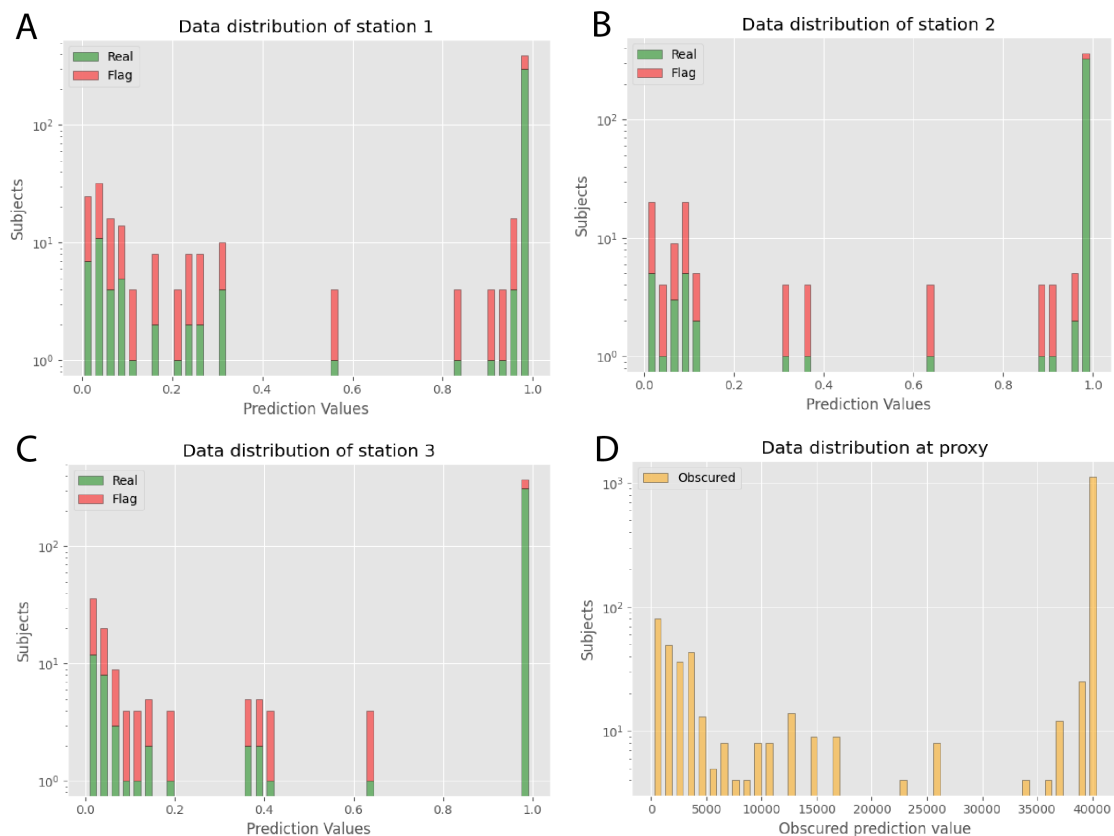 A
Data distribution of station 1
Real
Flag
10^2
10^1
10^0
Subjects
0.0 0.2 0.4 0.6 0.8 1.0
Prediction Values
B
Data distribution of station 2
Real
Flag
10^2
10^1
10^0
Subjects
0.0 0.2 0.4 0.6 0.8 1.0
Prediction Values
C
Data distribution of station 3
Real
Flag
10^2
10^1
10^0
Subjects
0.0 0.2 0.4 0.6 0.8 1.0
Prediction Values
D
Data distribution at proxy
Obscured
10^3
10^2
10^1
Subjects
0 5000 10000 15000 20000 25000 30000 35000 40000
Obscured prediction value